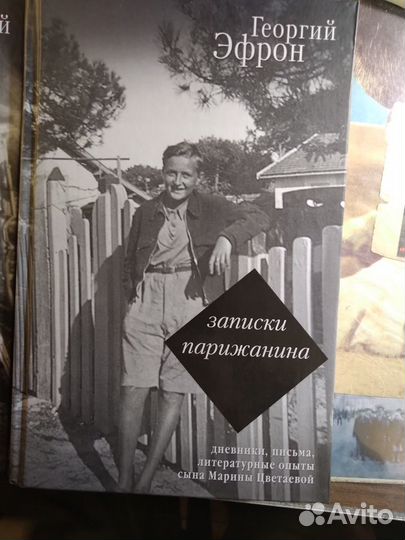 Георгий
Эфрон
записки
парижанина
дневники, письма,
литературные опыты
сына Марины Цветаевой
й
Avito